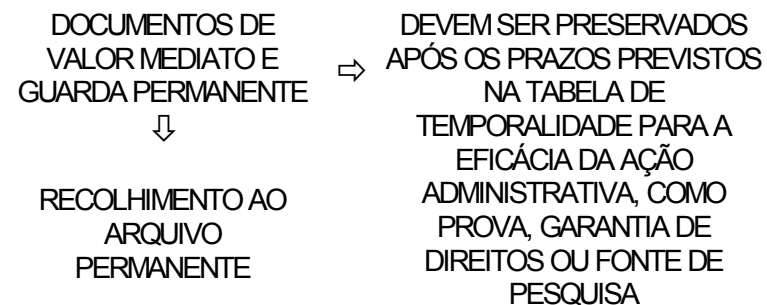 DOCUMENTOS DE
VALOR MEDIATO E
GUARDA PERMANENTE
⇨
DEVEM SER PRESERVADOS
APÓS OS PRAZOS PREVISTOS
NA TABELA DE
TEMPORALIDADE PARA A
EFICÁCIA DA AÇÃO
ADMINISTRATIVA, COMO
PROVA, GARANTIA DE
DIREITOS OU FONTE DE
PESQUISA
⇩
RECOLHIMENTO AO
ARQUIVO
PERMANENTE